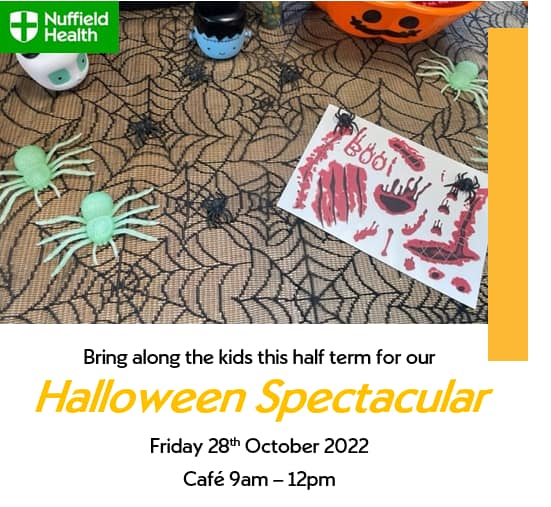 Nuffield
Health
BOO!
Bring along the kids this half term for our
Halloween Spectacular
Friday 28th October 2022
Café 9am – 12pm